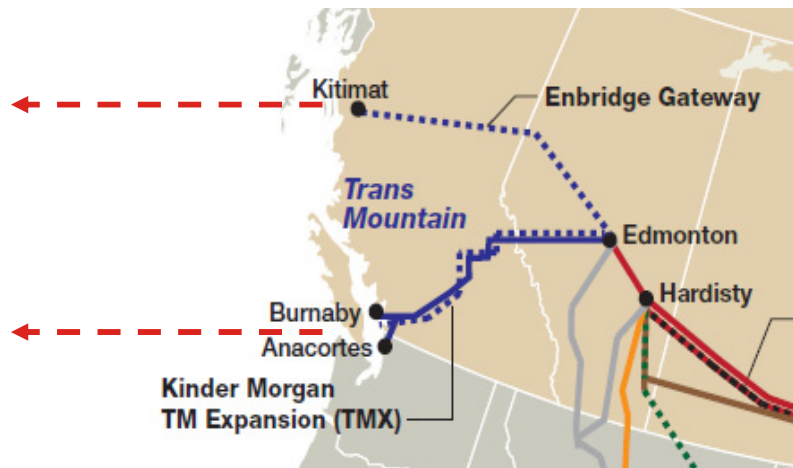 Kitimat
Enbridge Gateway
Trans
Mountain
Edmonton
Hardisty
Burnaby
Anacortes
Kinder Morgan
TM Expansion (TMX)